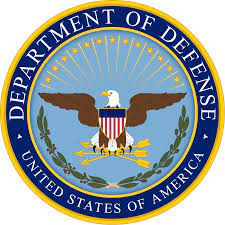 DEPARTMENT OF DEFENSE
UNITED STATES OF AMERICA